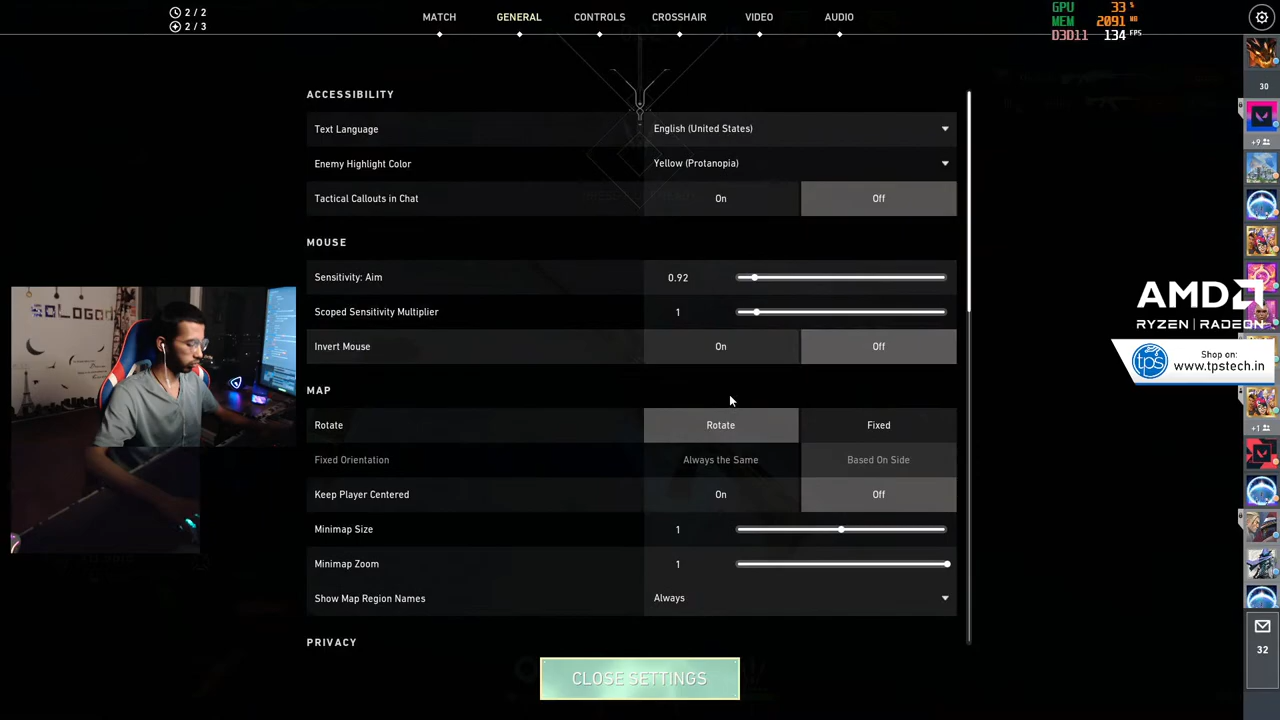 2 / 2
2 / 3
MATCH
GENERAL
CONTROLS
CROSSHAIR
VIDEO
AUDIO
GPU 33 %
MEM 2091 MB
D3D11 134 FPS
ACCESSIBILITY
Text Language English (United States)
Enemy Highlight Color Yellow (Protanopia)
Tactical Callouts in Chat On Off
MOUSE
Sensitivity: Aim 0.92
Scoped Sensitivity Multiplier 1
Invert Mouse On Off
MAP
Rotate Rotate Fixed
Fixed Orientation Always the Same Based On Side
Keep Player Centered On Off
Minimap Size 1
Minimap Zoom 1
Show Map Region Names Always
PRIVACY
CLOSE SETTINGS
30
+9
AMD
RYZEN | RADEON
tps
Shop on:
www.tpstech.in
+1
32